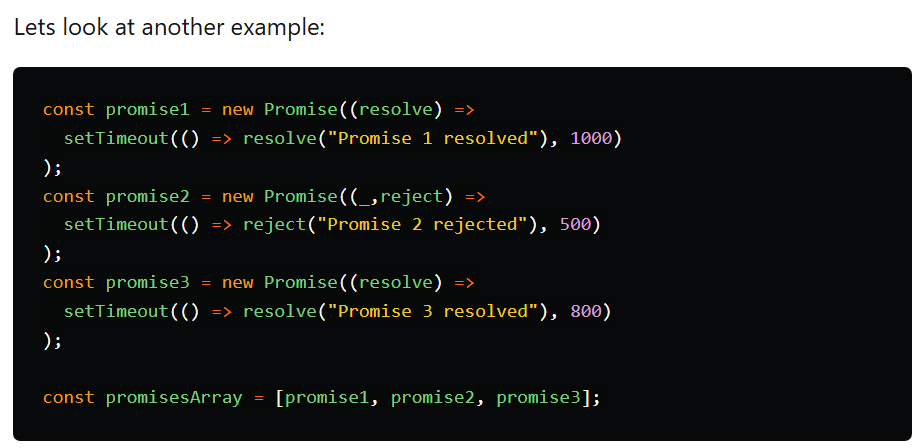 Lets look at another example:
const promise1 = new Promise((resolve) =>
  setTimeout(() => resolve("Promise 1 resolved"), 1000)
);
const promise2 = new Promise((_,reject) =>
  setTimeout(() => reject("Promise 2 rejected"), 500)
);
const promise3 = new Promise((resolve) =>
  setTimeout(() => resolve("Promise 3 resolved"), 800)
);
const promisesArray = [promise1, promise2, promise3];